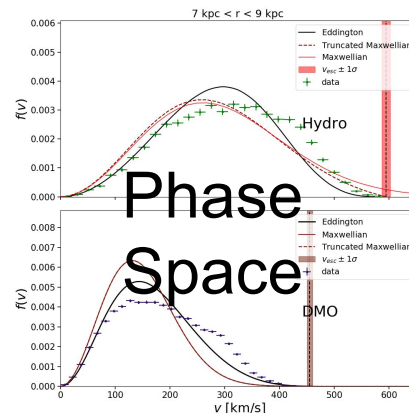 7 kpc < r < 9 kpc
0.006
0.005
0.004
0.003
0.002
0.001
0.000
f(v)
Eddington
Truncated Maxwellian
Maxwellian
v_esc ± 1σ
data
Hydro
Phase
Space
0.008
0.007
0.006
0.005
0.004
0.003
0.002
0.001
0.000
f(v)
Eddington
Maxwellian
Truncated Maxwellian
v_esc ± 1σ
data
DMO
0 100 200 300 400 500 600
v [km/s]